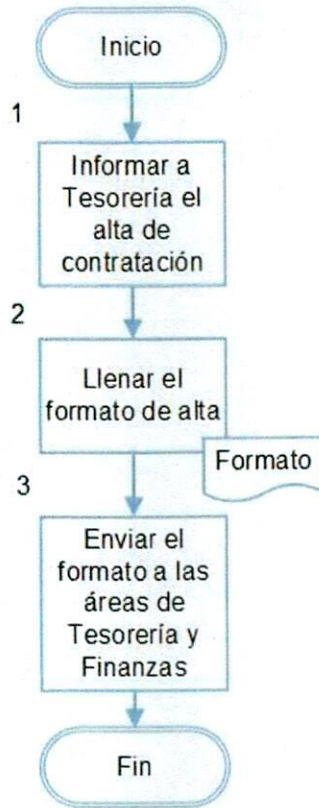 Inicio
1
Informar a
Tesorería el
alta de
contratación
2
Llenar el
formato de alta
Formato
3
Enviar el
formato a las
áreas de
Tesorería y
Finanzas
Fin